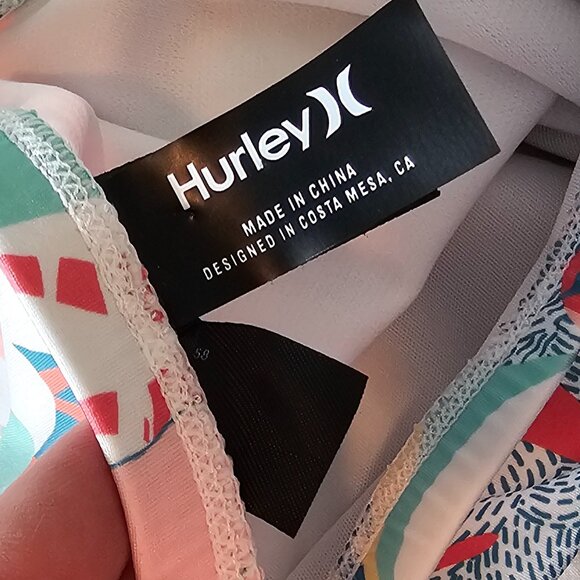 Hurley
MADE IN CHINA
DESIGNED IN COSTA MESA, CA